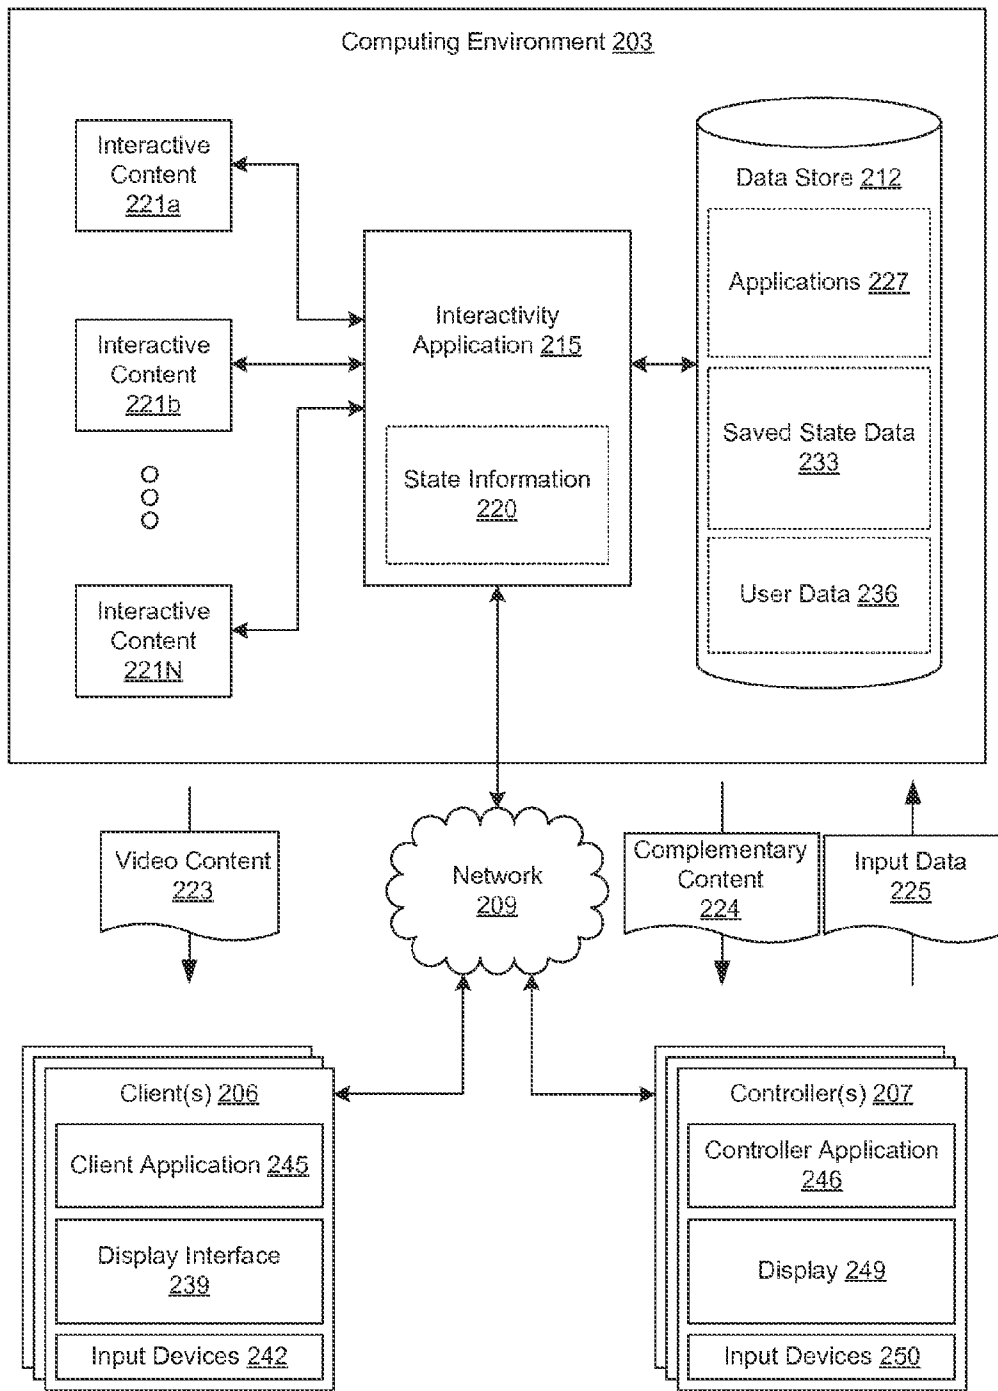 Computing Environment 203
Interactive
Content
221a
Interactive
Content
221b
Interactive
Content
221N
Interactivity
Application 215
State Information
220
Data Store 212
Applications 227
Saved State Data
233
User Data 236
Video Content
223
Network
209
Complementary
Content
224
Input Data
225
Client(s) 206
Client Application 245
Display Interface
239
Input Devices 242
Controller(s) 207
Controller Application
246
Display 249
Input Devices 250